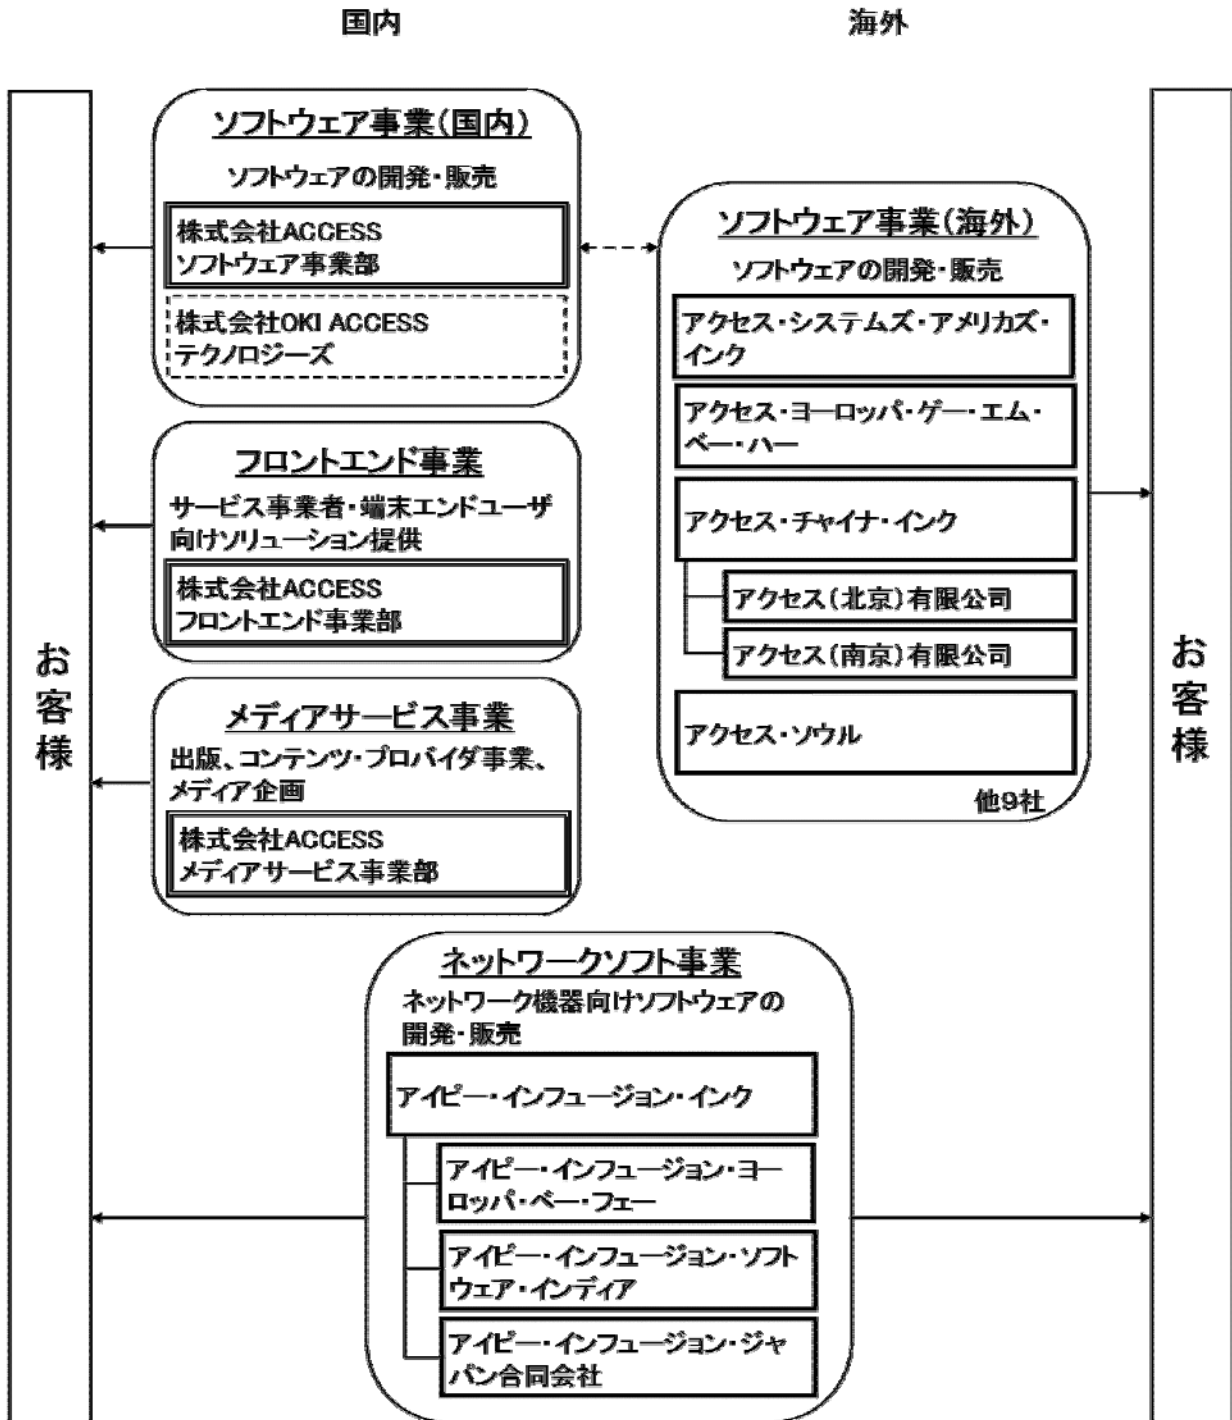 国内
海外
お客様
ソフトウェア事業(国内)
ソフトウェアの開発・販売
株式会社ACCESS
ソフトウェア事業部
株式会社OKI ACCESS
テクノロジーズ
フロントエンド事業
サービス事業者・端末エンドユーザ
向けソリューション提供
株式会社ACCESS
フロントエンド事業部
メディアサービス事業
出版、コンテンツ・プロバイダ事業、
メディア企画
株式会社ACCESS
メディアサービス事業部
ソフトウェア事業(海外)
ソフトウェアの開発・販売
アクセス・システムズ・アメリカズ・
インク
アクセス・ヨーロッパ・ゲー・エム・
ベー・ハー
アクセス・チャイナ・インク
アクセス(北京)有限公司
アクセス(南京)有限公司
アクセス・ソウル
他9社
お客様
ネットワークソフト事業
ネットワーク機器向けソフトウェアの
開発・販売
アイピー・インフュージョン・インク
アイピー・インフュージョン・ヨー
ロッパ・ベー・フェー
アイピー・インフュージョン・ソフト
ウェア・インディア
アイピー・インフュージョン・ジャ
パン合同会社